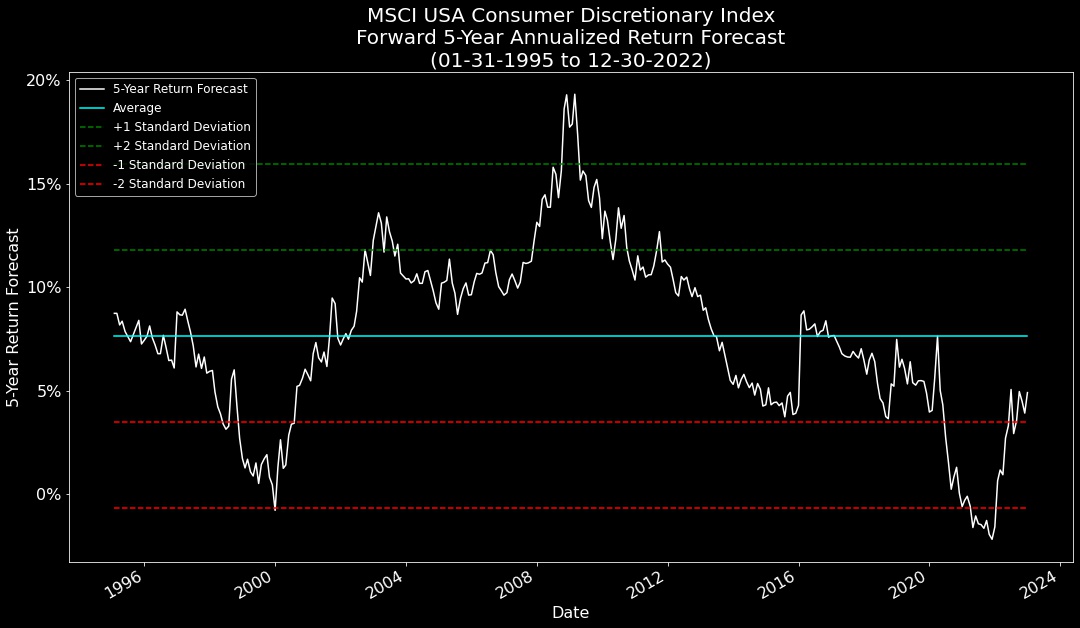 MSCI USA Consumer Discretionary Index
Forward 5-Year Annualized Return Forecast
(01-31-1995 to 12-30-2022)
5-Year Return Forecast
Average
+1 Standard Deviation
+2 Standard Deviation
-1 Standard Deviation
-2 Standard Deviation
5-Year Return Forecast
20%
15%
10%
5%
0%
1996
2000
2004
2008
2012
2016
2020
2024
Date